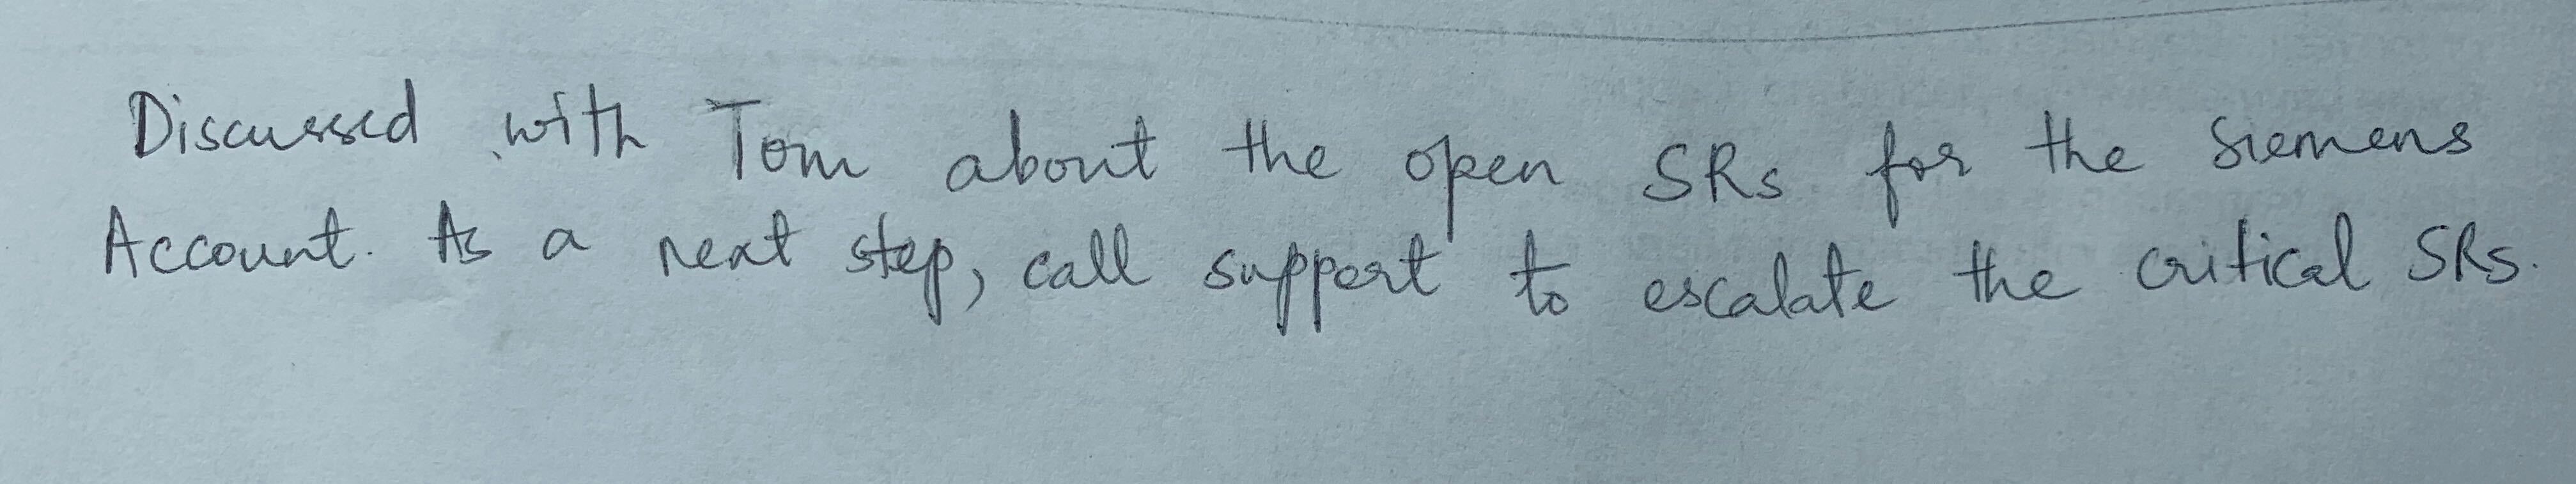 Discussed with Tom about the open SRs for the Siemens
Account. As a next step, call support to escalate the critical SRs.